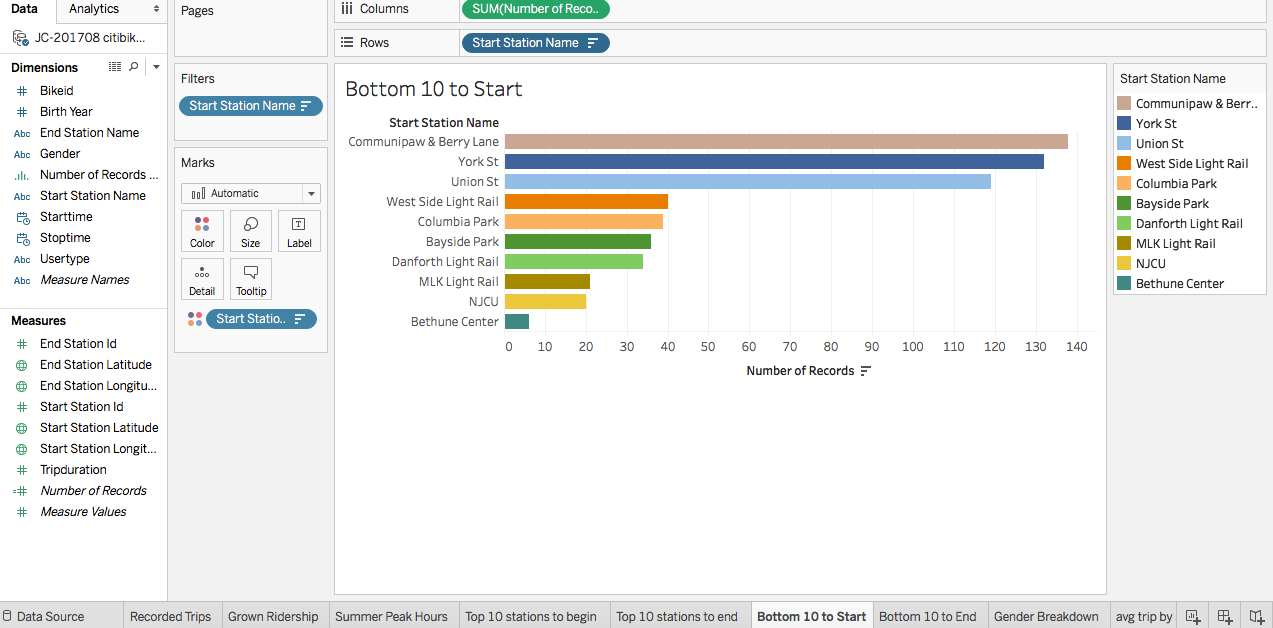 Data
Analytics
JC-201708 citibik...
Dimensions
Bikeid
Birth Year
Abc End Station Name
Abc Gender
Number of Records ...
Abc Start Station Name
Starttime
Stoptime
Abc Usertype
Abc Measure Names
Measures
End Station Id
End Station Latitude
End Station Longitu...
Start Station Id
Start Station Latitude
Start Station Longit...
Tripduration
Number of Records
Measure Values
Pages
Filters
Start Station Name
Marks
Automatic
Color Size Label
Detail Tooltip
Start Statio..
Columns SUM(Number of Reco..
Rows Start Station Name
Bottom 10 to Start
Start Station Name
Communipaw & Berry Lane
York St
Union St
West Side Light Rail
Columbia Park
Bayside Park
Danforth Light Rail
MLK Light Rail
NJCU
Bethune Center
0 10 20 30 40 50 60 70 80 90 100 110 120 130 140
Number of Records
Start Station Name
Communipaw & Berr..
York St
Union St
West Side Light Rail
Columbia Park
Bayside Park
Danforth Light Rail
MLK Light Rail
NJCU
Bethune Center
Data Source Recorded Trips Grown Ridership Summer Peak Hours Top 10 stations to begin Top 10 stations to end Bottom 10 to Start Bottom 10 to End Gender Breakdown avg trip by